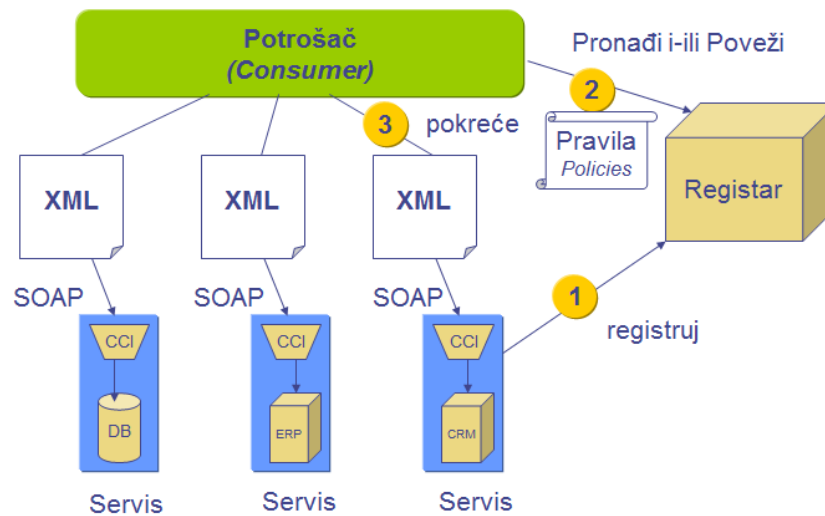 Potrošač
(Consumer)
Pronađi i-ili Poveži
2
3
pokreće
Pravila
Policies
Registar
XML
XML
XML
SOAP
SOAP
SOAP
1
registruj
CCI
CCI
CCI
DB
ERP
CRM
Servis
Servis
Servis